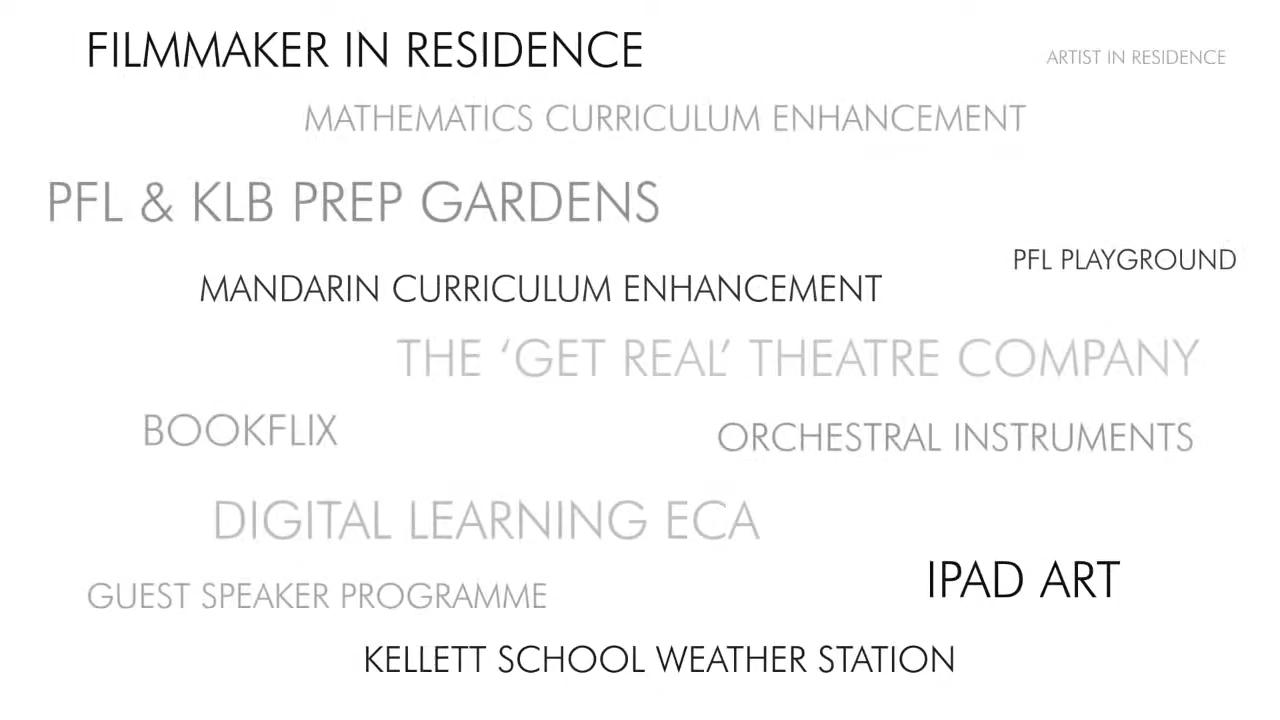 FILMMAKER IN RESIDENCE
ARTIST IN RESIDENCE
MATHEMATICS CURRICULUM ENHANCEMENT
PFL & KLB PREP GARDENS
PFL PLAYGROUND
MANDARIN CURRICULUM ENHANCEMENT
THE ‘GET REAL’ THEATRE COMPANY
BOOKFLIX
ORCHESTRAL INSTRUMENTS
DIGITAL LEARNING ECA
IPAD ART
GUEST SPEAKER PROGRAMME
KELLETT SCHOOL WEATHER STATION